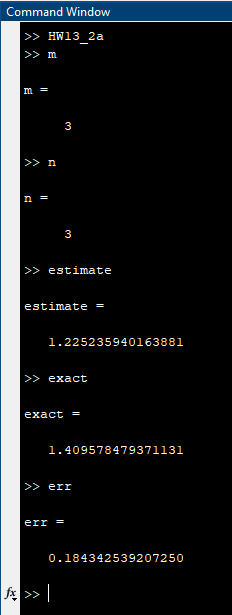 Command Window
>> HW13_2a
>> m
m =
3
>> n
n =
3
>> estimate
estimate =
1.225235940163881
>> exact
exact =
1.409578479371131
>> err
err =
0.184342539207250
fx >>